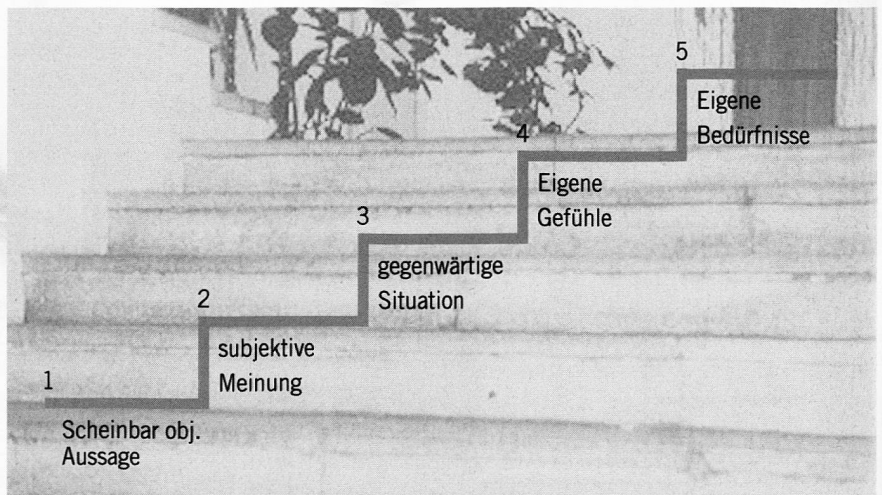 1
Scheinbar obj.
Aussage
2
subjektive
Meinung
3
gegenwärtige
Situation
4
Eigene
Gefühle
5
Eigene
Bedürfnisse